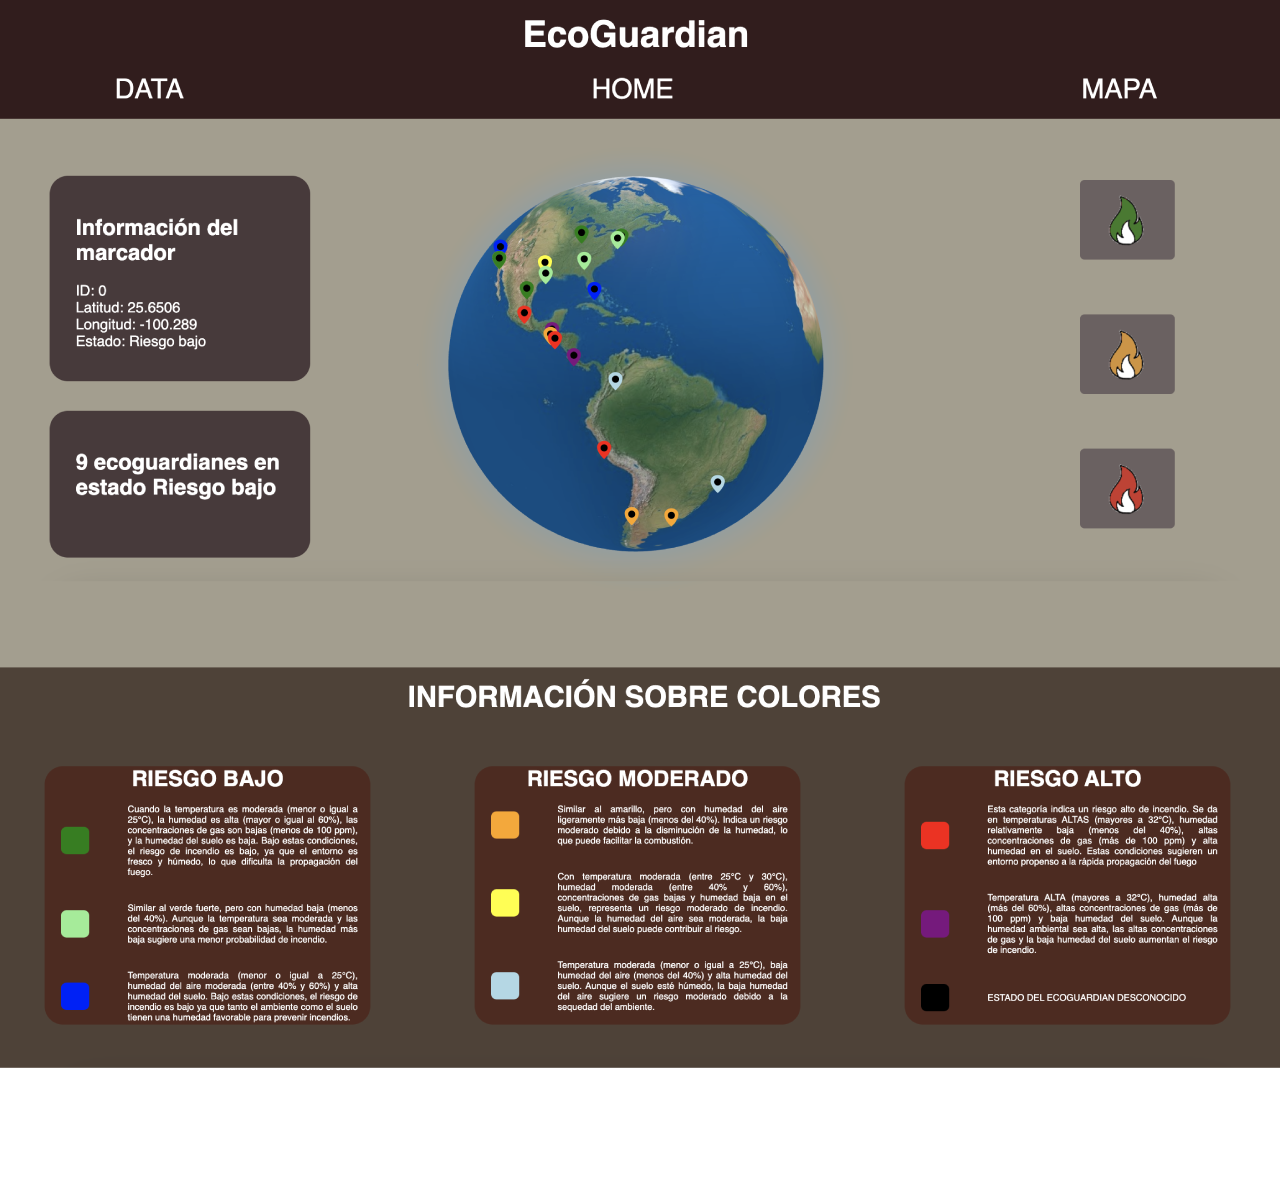 EcoGuardian
DATA
HOME
MAPA
Información del
marcador
ID: 0
Latitud: 25.6506
Longitud: -100.289
Estado: Riesgo bajo
9 ecoguardianes en
estado Riesgo bajo
INFORMACIÓN SOBRE COLORES
RIESGO BAJO
Cuando la temperatura es moderada (menor o igual a
25°C), la humedad es alta (mayor o igual al 60%), las
concentraciones de gas son bajas (menos de 100 ppm),
y la humedad del suelo es baja. Bajo estas condiciones,
el riesgo de incendio es bajo, ya que el entorno es
fresco y húmedo, lo que dificulta la propagación del
fuego.
Similar al verde fuerte, pero con humedad baja (menos
del 40%). Aunque la temperatura sea moderada y las
concentraciones de gas sean bajas, la humedad más
baja sugiere una menor probabilidad de incendio.
Temperatura moderada (menor o igual a 25°C),
humedad del aire moderada (entre 40% y 60%) y alta
humedad del suelo. Bajo estas condiciones, el riesgo de
incendio es bajo ya que tanto el ambiente como el suelo
tienen una humedad favorable para prevenir incendios.
RIESGO MODERADO
Similar al amarillo, pero con humedad del aire
ligeramente más baja (menos del 40%). Indica un riesgo
moderado debido a la disminución de la humedad, lo
que puede facilitar la combustión.
Con temperatura moderada (entre 25°C y 30°C),
humedad moderada (entre 40% y 60%),
concentraciones de gas bajas y humedad baja en el
suelo, representa un riesgo moderado de incendio.
Aunque la humedad del aire sea moderada, la baja
humedad del suelo puede contribuir al riesgo.
Temperatura moderada (menor o igual a 25°C), baja
humedad del aire (menos del 40%) y alta humedad del
suelo. Aunque el suelo esté húmedo, la baja humedad
del aire sugiere un riesgo moderado debido a la
sequedad del ambiente.
RIESGO ALTO
Esta categoría indica un riesgo alto de incendio. Se da
en temperaturas ALTAS (mayores a 32°C), humedad
relativamente baja (menos del 40%), altas
concentraciones de gas (más de 100 ppm) y alta
humedad en el suelo. Estas condiciones sugieren un
entorno propenso a la rápida propagación del fuego
Temperatura ALTA (mayores a 32°C), humedad alta
(más del 60%), altas concentraciones de gas (más de
100 ppm) y baja humedad del suelo. Aunque la
humedad ambiental sea alta, las altas concentraciones
de gas y la baja humedad del suelo aumentan el riesgo
de incendio.
ESTADO DEL ECOGUARDIAN DESCONOCIDO